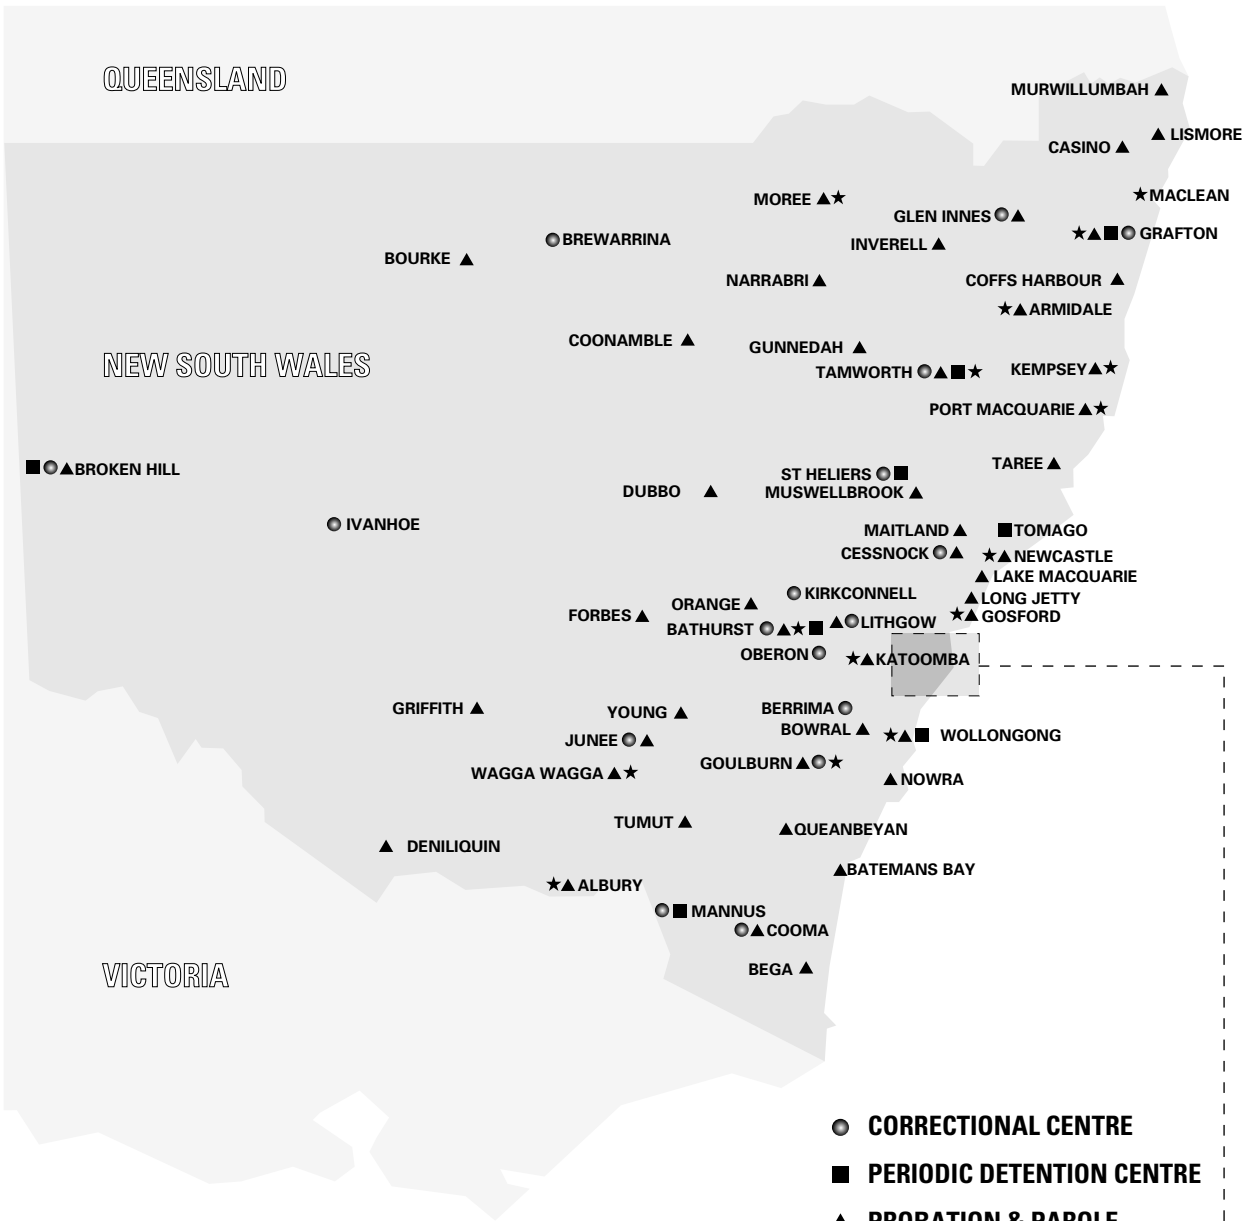 QUEENSLAND
MURWILLUMBAH
LISMORE
CASINO
MOREE
MACLEAN
GLEN INNES
GRAFTON
BREWARRINA
INVERELL
BOURKE
NARRABRI
COFFS HARBOUR
ARMIDALE
COONAMBLE
GUNNEDAH
NEW SOUTH WALES
TAMWORTH
KEMPSEY
PORT MACQUARIE
BROKEN HILL
TAREE
ST HELIERS
DUBBO
MUSWELLBROOK
IVANHOE
MAITLAND
TOMAGO
CESSNOCK
NEWCASTLE
LAKE MACQUARIE
KIRKCONNELL
LONG JETTY
ORANGE
FORBES
GOSFORD
BATHURST
LITHGOW
OBERON
KATOOMBA
GRIFFITH
YOUNG
BERRIMA
BOWRAL
JUNEE
WOLLONGONG
GOULBURN
WAGGA WAGGA
NOWRA
TUMUT
QUEANBEYAN
DENILIQUIN
BATEMANS BAY
ALBURY
MANNUS
COOMA
BEGA
VICTORIA
CORRECTIONAL CENTRE
PERIODIC DETENTION CENTRE
PROBATION & PAROLE